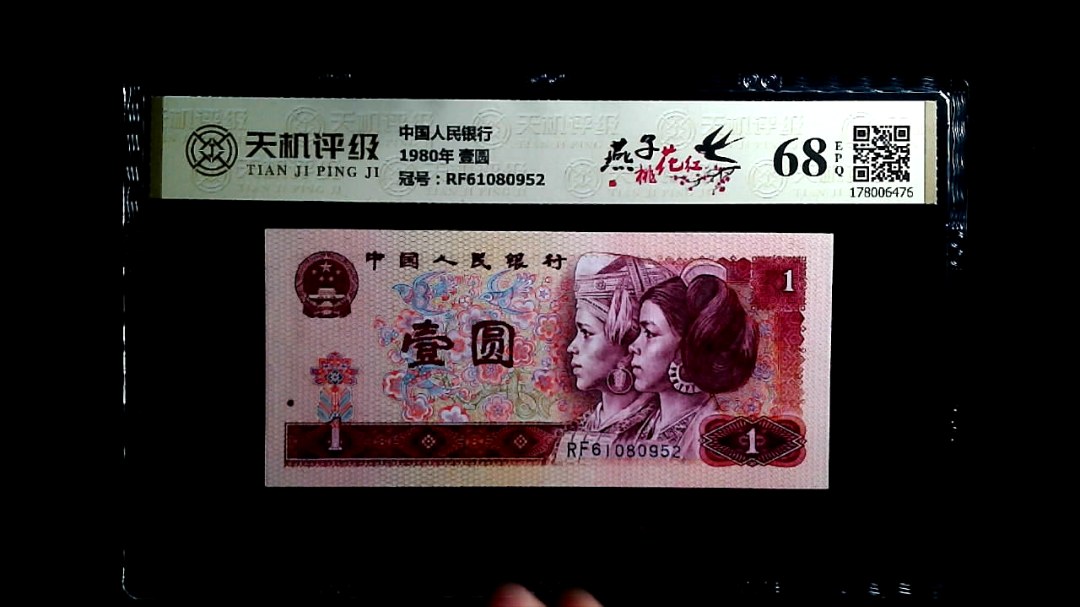 天机评级
TIAN JI PING JI
中国人民银行
1980年 壹圆
冠号：RF61080952
燕子
桃花红
68
EPQ
178006476
中国人民银行
1
壹圆
1
RF61080952
1